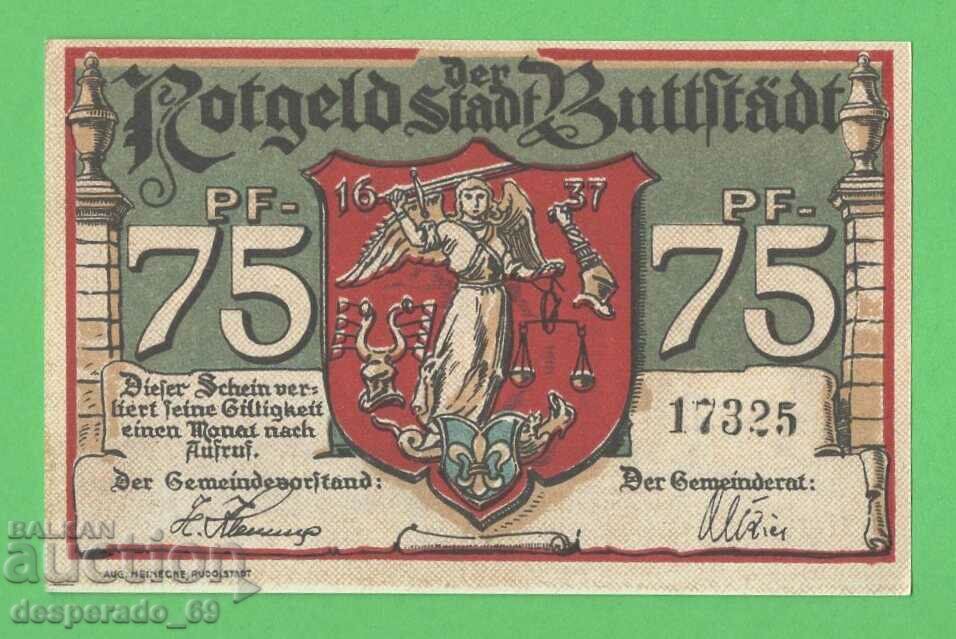 Notgeld der Stadt Buttstädt
16 37
PF- PF-
75 75
Dieser Schein ver-
liert seine Giltigkeit
einen Monat nach
Aufruf.
17325
Der Gemeindevorstand: Der Gemeinderat:
AUG. HEINECKE, RUDOLSTADT
BALKAN
auction
desperado_69